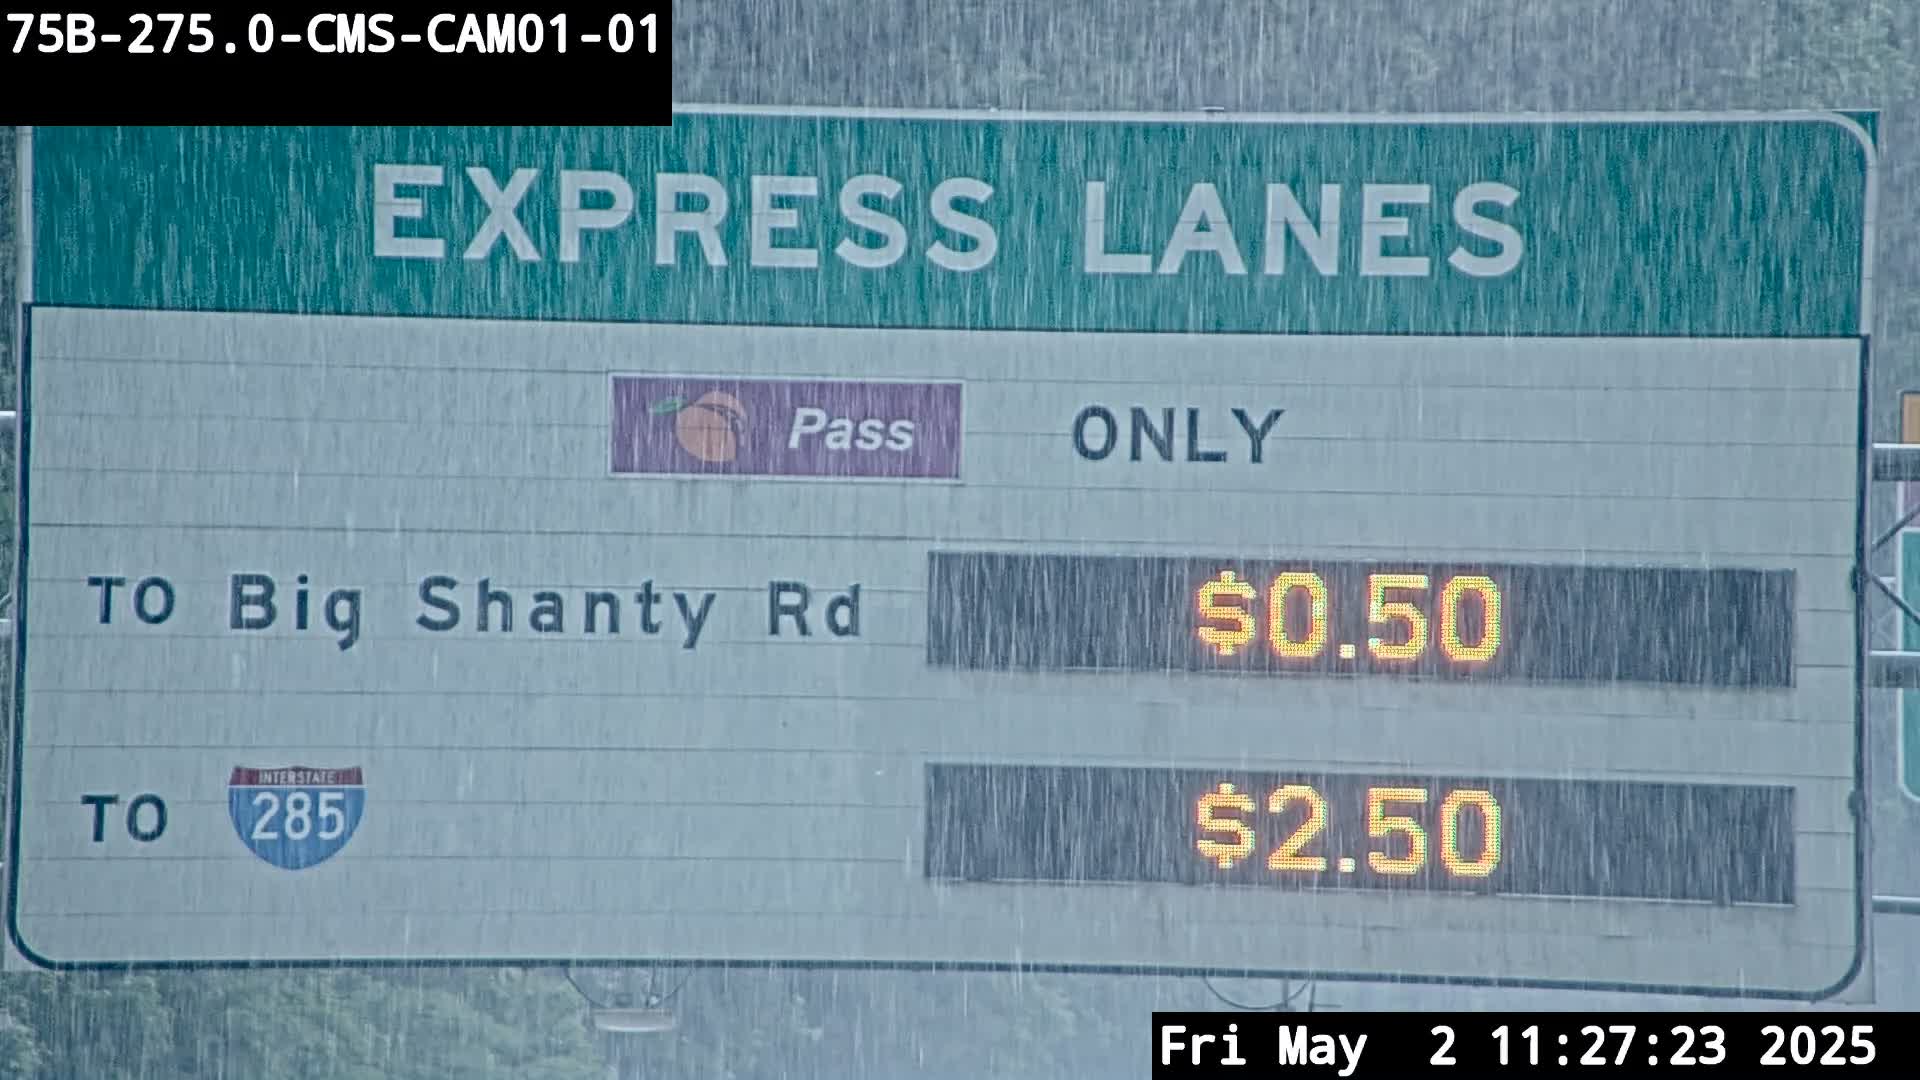 75B-275.0-CMS-CAM01-01
EXPRESS LANES
Pass ONLY
TO Big Shanty Rd $0.50
INTERSTATE
TO 285 $2.50
Fri May 2 11:27:23 2025